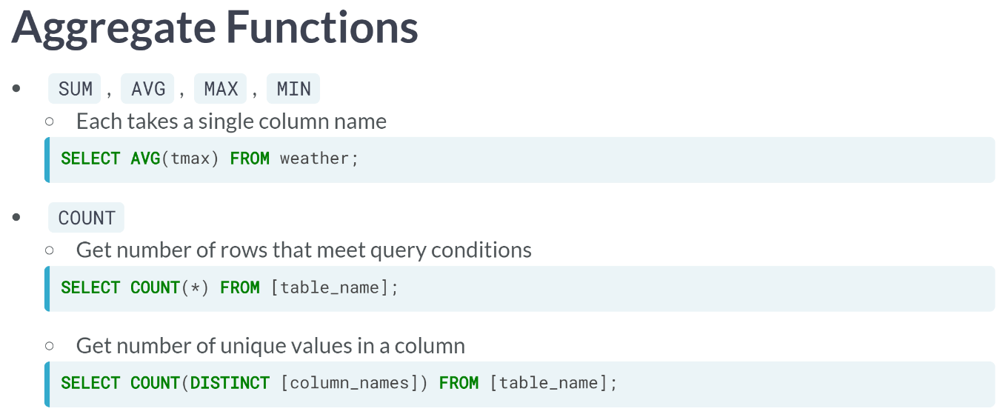 Aggregate Functions
SUM, AVG, MAX, MIN
Each takes a single column name
SELECT AVG(tmax) FROM weather;
COUNT
Get number of rows that meet query conditions
SELECT COUNT(*) FROM [table_name];
Get number of unique values in a column
SELECT COUNT(DISTINCT [column_names]) FROM [table_name];